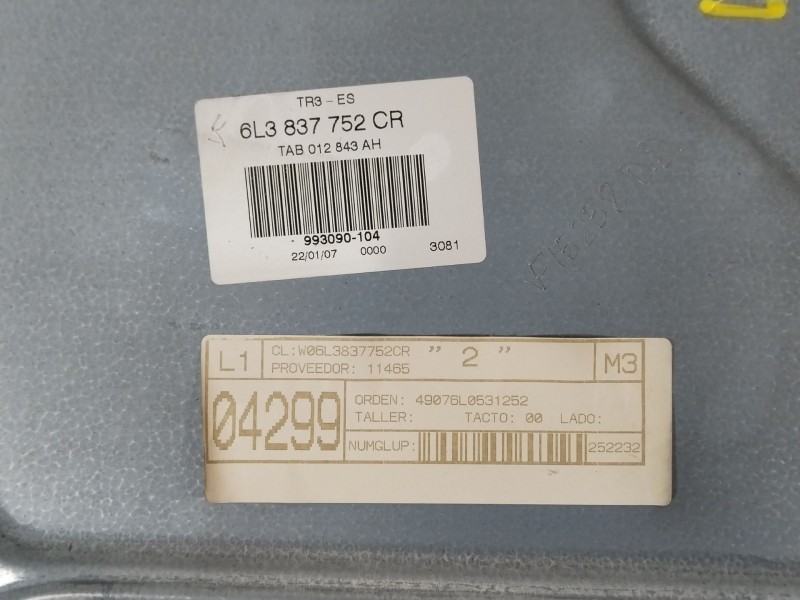 TR3 - ES
6L3 837 752 CR
TAB 012 843 AH
993090-104
22/01/07 0000 3081
L1
CL:W06L3837752CR " 2 "
PROVEEDOR: 11465
M3
04299
ORDEN: 49076L0531252
TALLER: TACTO: 00 LADO:
NUMGLUP: 252232